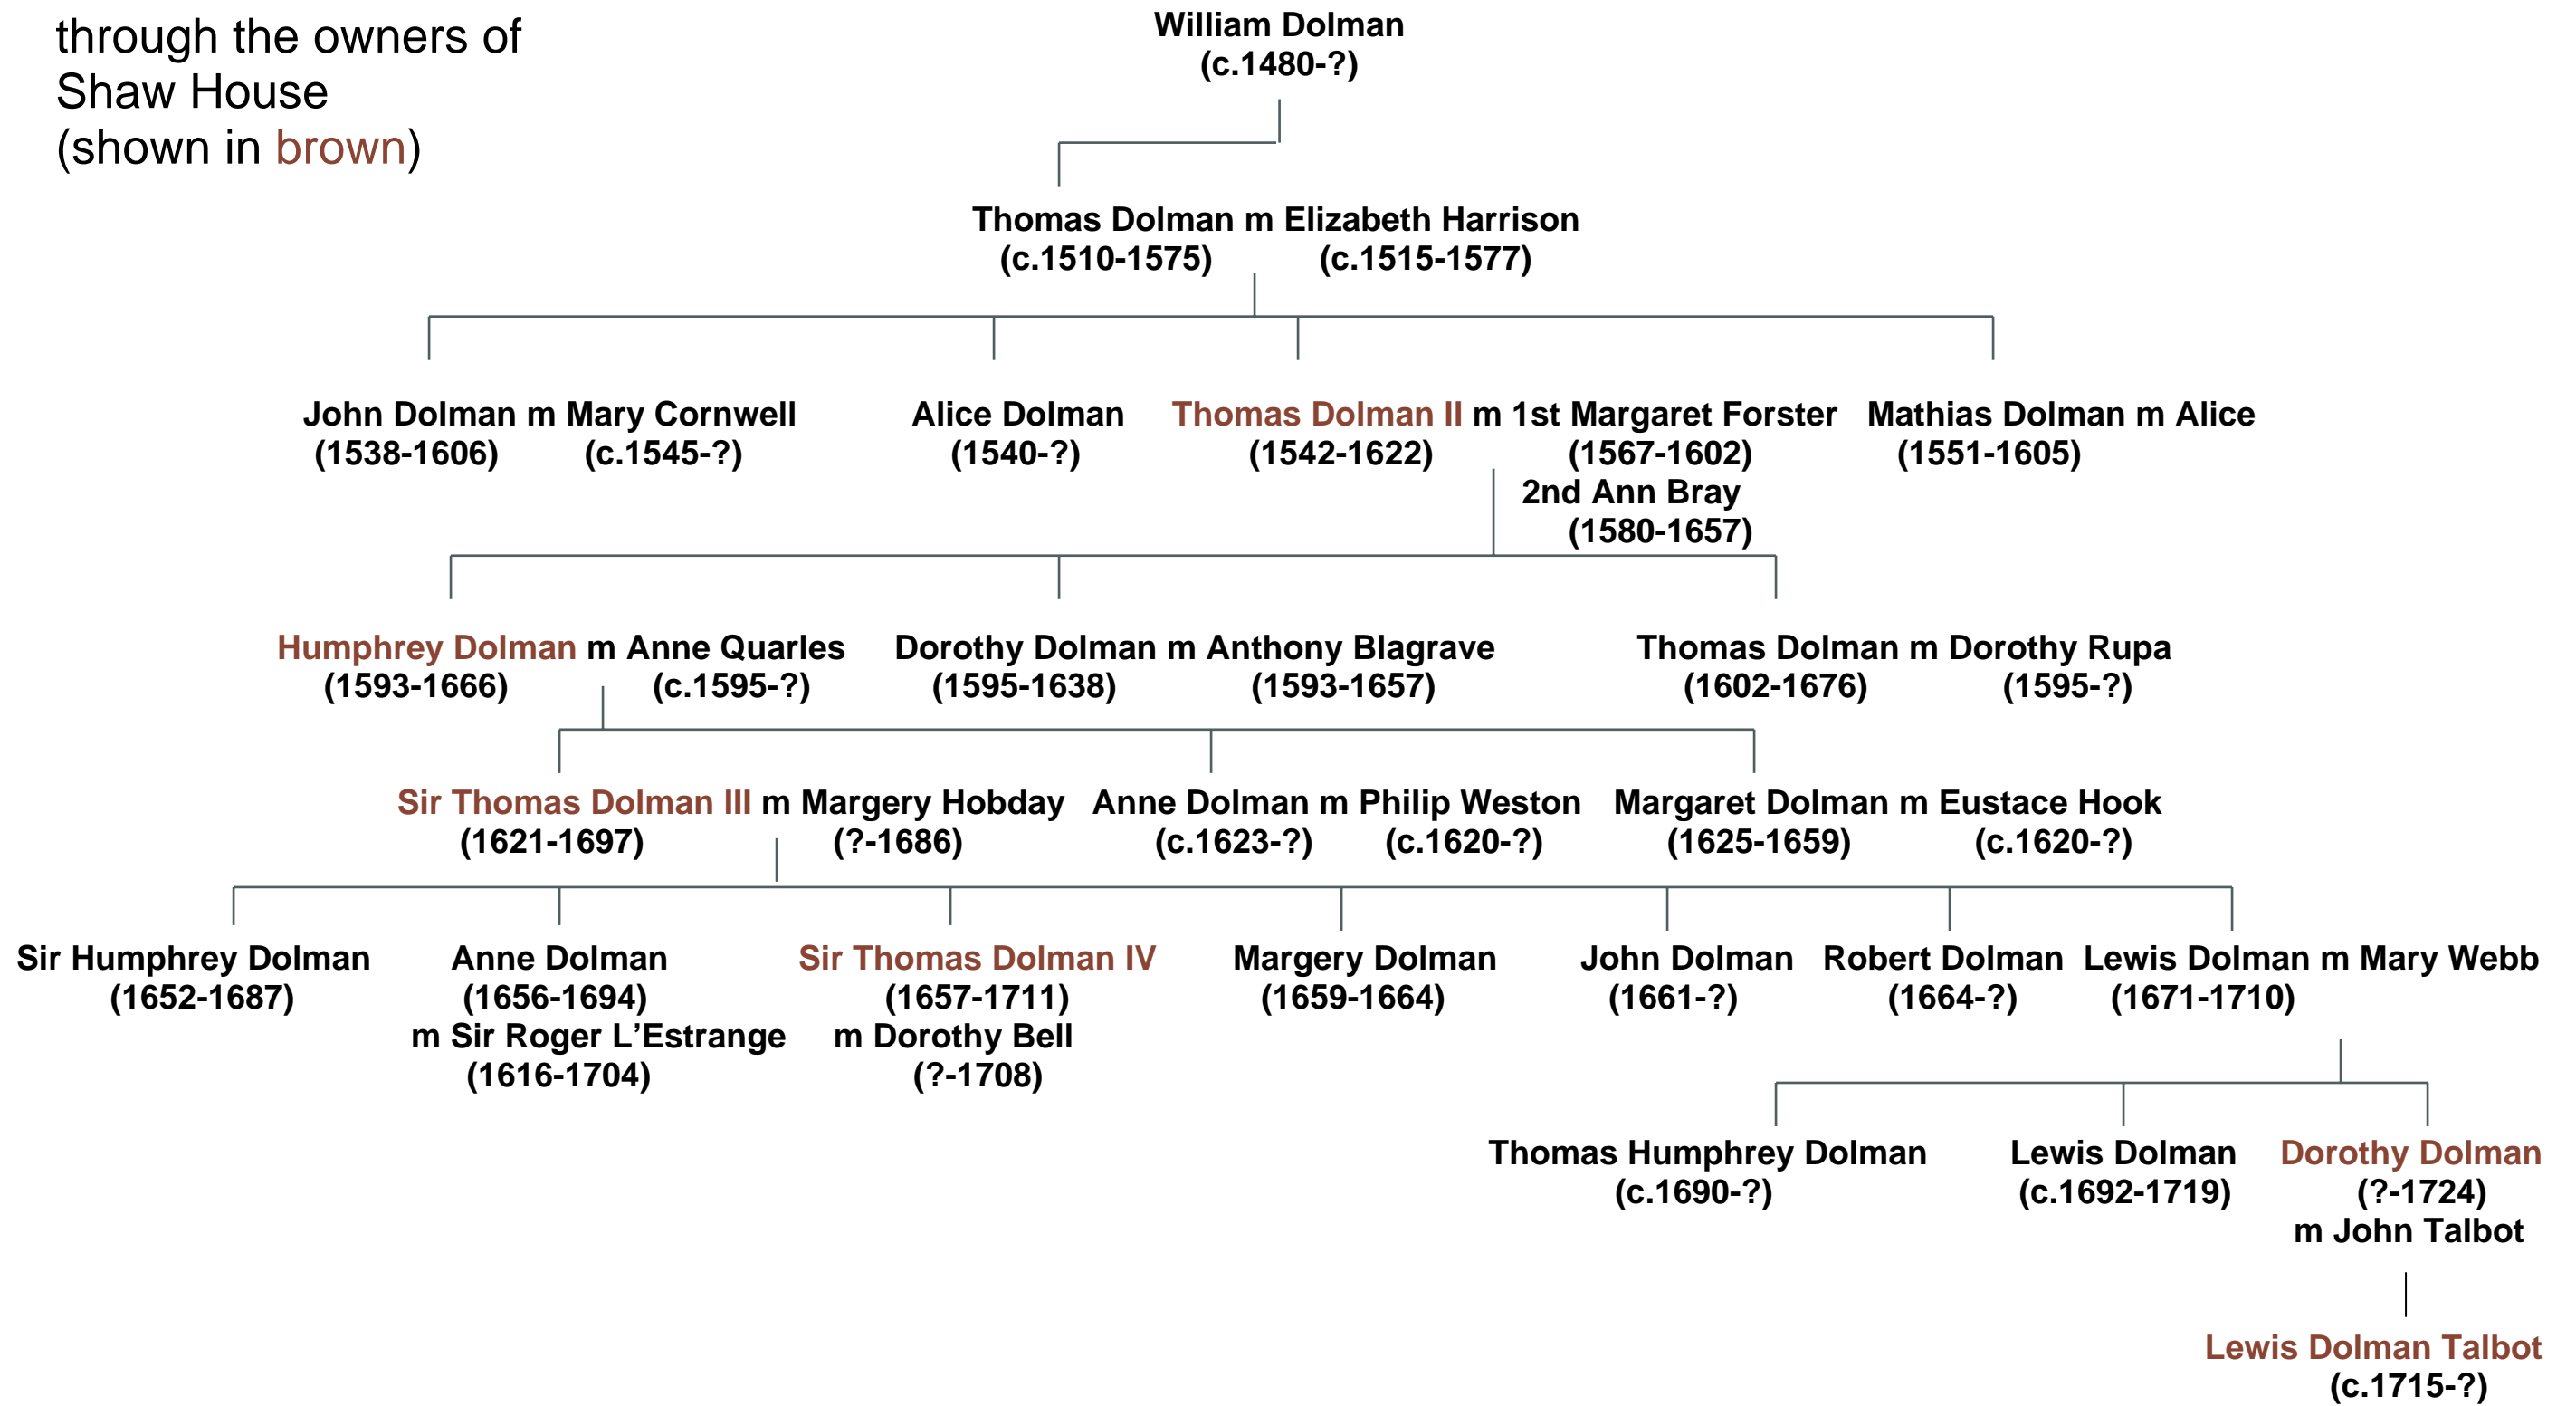 through the owners of
Shaw House
(shown in brown)
William Dolman
(c.1480-?)
Thomas Dolman m Elizabeth Harrison
(c.1510-1575) (c.1515-1577)
John Dolman m Mary Cornwell Alice Dolman Thomas Dolman II m 1st Margaret Forster Mathias Dolman m Alice
(1538-1606) (c.1545-?) (1540-?) (1542-1622) (1567-1602) (1551-1605)
2nd Ann Bray
(1580-1657)
Humphrey Dolman m Anne Quarles Dorothy Dolman m Anthony Blagrave Thomas Dolman m Dorothy Rupa
(1593-1666) (c.1595-?) (1595-1638) (1593-1657) (1602-1676) (1595-?)
Sir Thomas Dolman III m Margery Hobday Anne Dolman m Philip Weston Margaret Dolman m Eustace Hook
(1621-1697) (?-1686) (c.1623-?) (c.1620-?) (1625-1659) (c.1620-?)
Sir Humphrey Dolman Anne Dolman Sir Thomas Dolman IV Margery Dolman John Dolman Robert Dolman Lewis Dolman m Mary Webb
(1652-1687) (1656-1694) (1657-1711) (1659-1664) (1661-?) (1664-?) (1671-1710)
m Sir Roger L’Estrange m Dorothy Bell
(1616-1704) (?-1708)
Thomas Humphrey Dolman Lewis Dolman Dorothy Dolman
(c.1690-?) (c.1692-1719) (?-1724)
m John Talbot
Lewis Dolman Talbot
(c.1715-?)